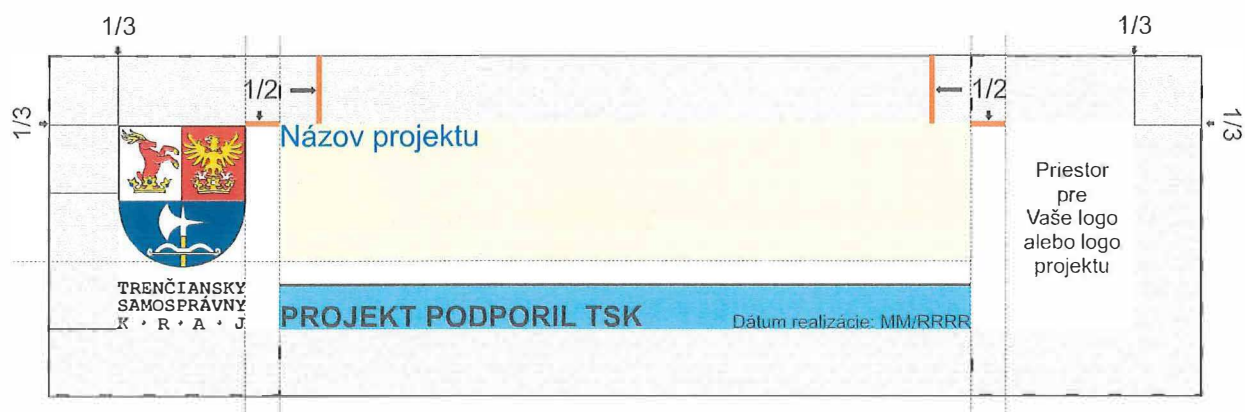 1/3
1/3
1/2
1/2
1/3
1/3
Názov projektu
Priestor
pre
Vaše logo
alebo logo
projektu
TRENČIANSKY
SAMOSPRÁVNY
K · R · A · J
PROJEKT PODPORIL TSK
Dátum realizácie: MM/RRRR